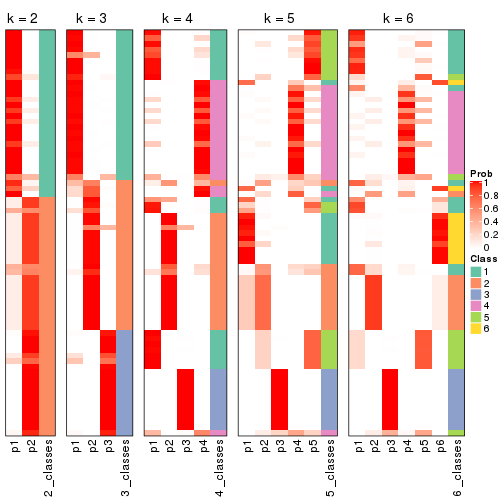 k = 2
k = 3
k = 4
k = 5
k = 6
Prob
1
0.8
0.6
0.4
0.2
0
Class
1
2
3
4
5
6
p1
p2
2_classes
p1
p2
p3
3_classes
p1
p2
p3
p4
4_classes
p1
p2
p3
p4
p5
5_classes
p1
p2
p3
p4
p5
p6
6_classes